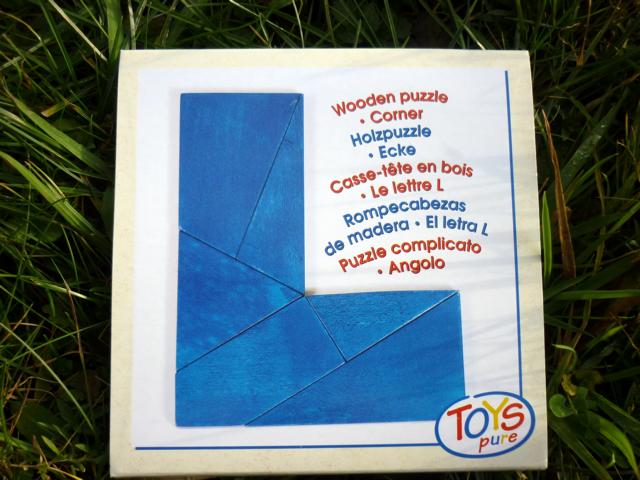 Wooden puzzle
• Corner
Holzpuzzle
• Ecke
Casse-tête en bois
• Le lettre L
Rompecabezas
de madera • El letra L
Puzzle complicato
• Angolo
TOYS
pure